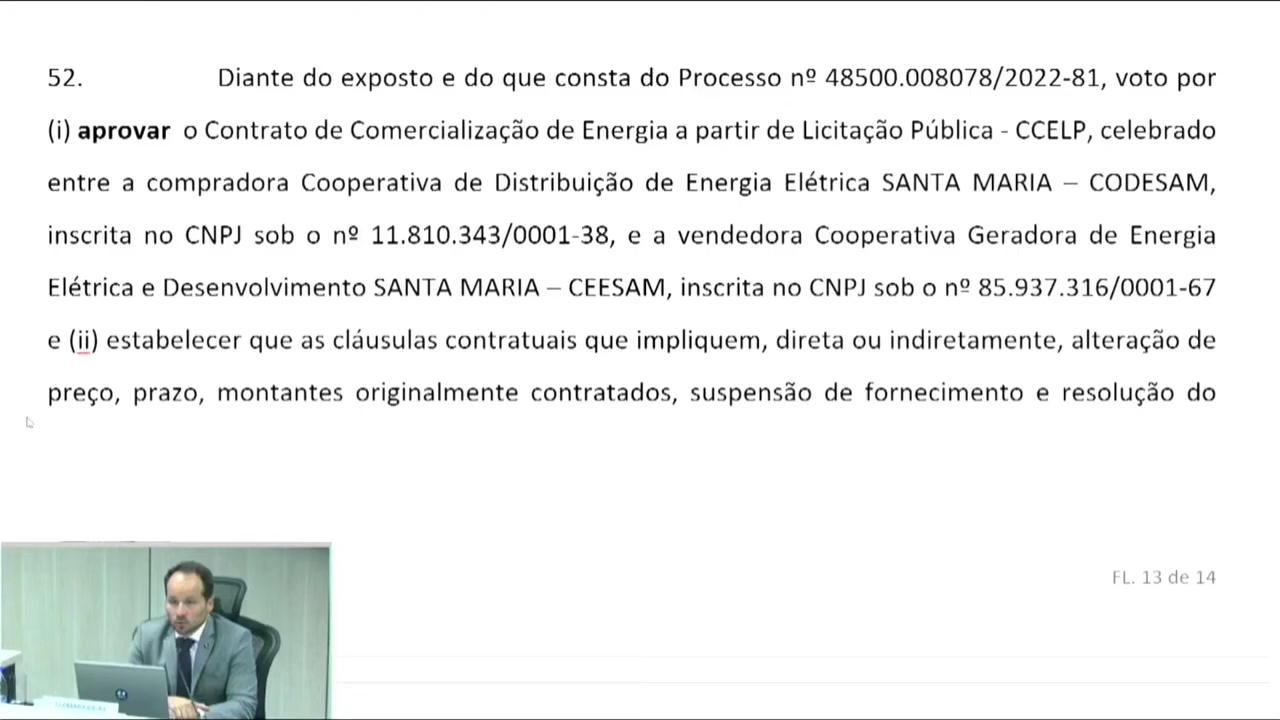 52. Diante do exposto e do que consta do Processo nº 48500.008078/2022-81, voto por
(i) aprovar o Contrato de Comercialização de Energia a partir de Licitação Pública - CCELP, celebrado
entre a compradora Cooperativa de Distribuição de Energia Elétrica SANTA MARIA – CODESAM,
inscrita no CNPJ sob o nº 11.810.343/0001-38, e a vendedora Cooperativa Geradora de Energia
Elétrica e Desenvolvimento SANTA MARIA – CEESAM, inscrita no CNPJ sob o nº 85.937.316/0001-67
e (ii) estabelecer que as cláusulas contratuais que impliquem, direta ou indiretamente, alteração de
preço, prazo, montantes originalmente contratados, suspensão de fornecimento e resolução do
FL. 13 de 14